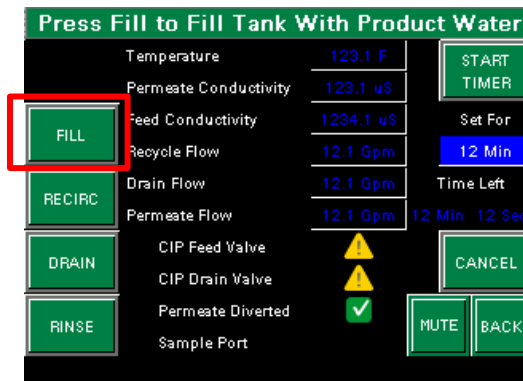 Press Fill to Fill Tank With Product Water
Temperature 123.1 F
START TIMER
Permeate Conductivity 123.1 uS
FILL
Feed Conductivity 1234.1 uS
Set For
Recycle Flow 12.1 Gpm
12 Min
RECIRC
Drain Flow 12.1 Gpm
Time Left
Permeate Flow 12.1 Gpm
12 Min 12 Sec
DRAIN
CIP Feed Valve
CIP Drain Valve
CANCEL
RINSE
Permeate Diverted
Sample Port
MUTE
BACK